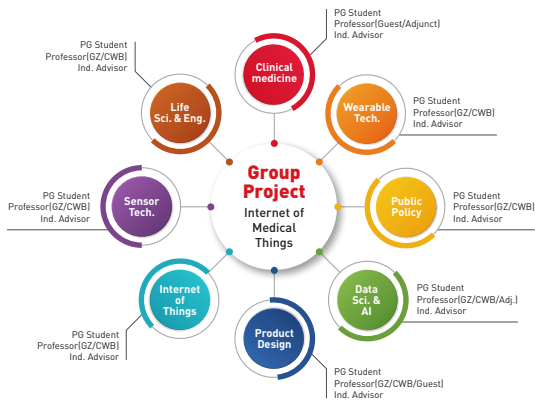 PG Student
Professor(Guest/Adjunct)
Ind. Advisor
Clinical
medicine
PG Student
Professor(GZ/CWB)
Ind. Advisor
Life
Sci. & Eng.
Wearable
Tech.
PG Student
Professor(GZ/CWB)
Ind. Advisor
Group
Project
Internet of
Medical
Things
PG Student
Professor(GZ/CWB)
Ind. Advisor
Sensor
Tech.
Public
Policy
PG Student
Professor(GZ/CWB)
Ind. Advisor
Internet
of
Things
PG Student
Professor(GZ/CWB)
Ind. Advisor
Data
Sci. &
AI
PG Student
Professor(GZ/CWB/Adj.)
Ind. Advisor
Product
Design
PG Student
Professor(GZ/CWB/Guest)
Ind. Advisor